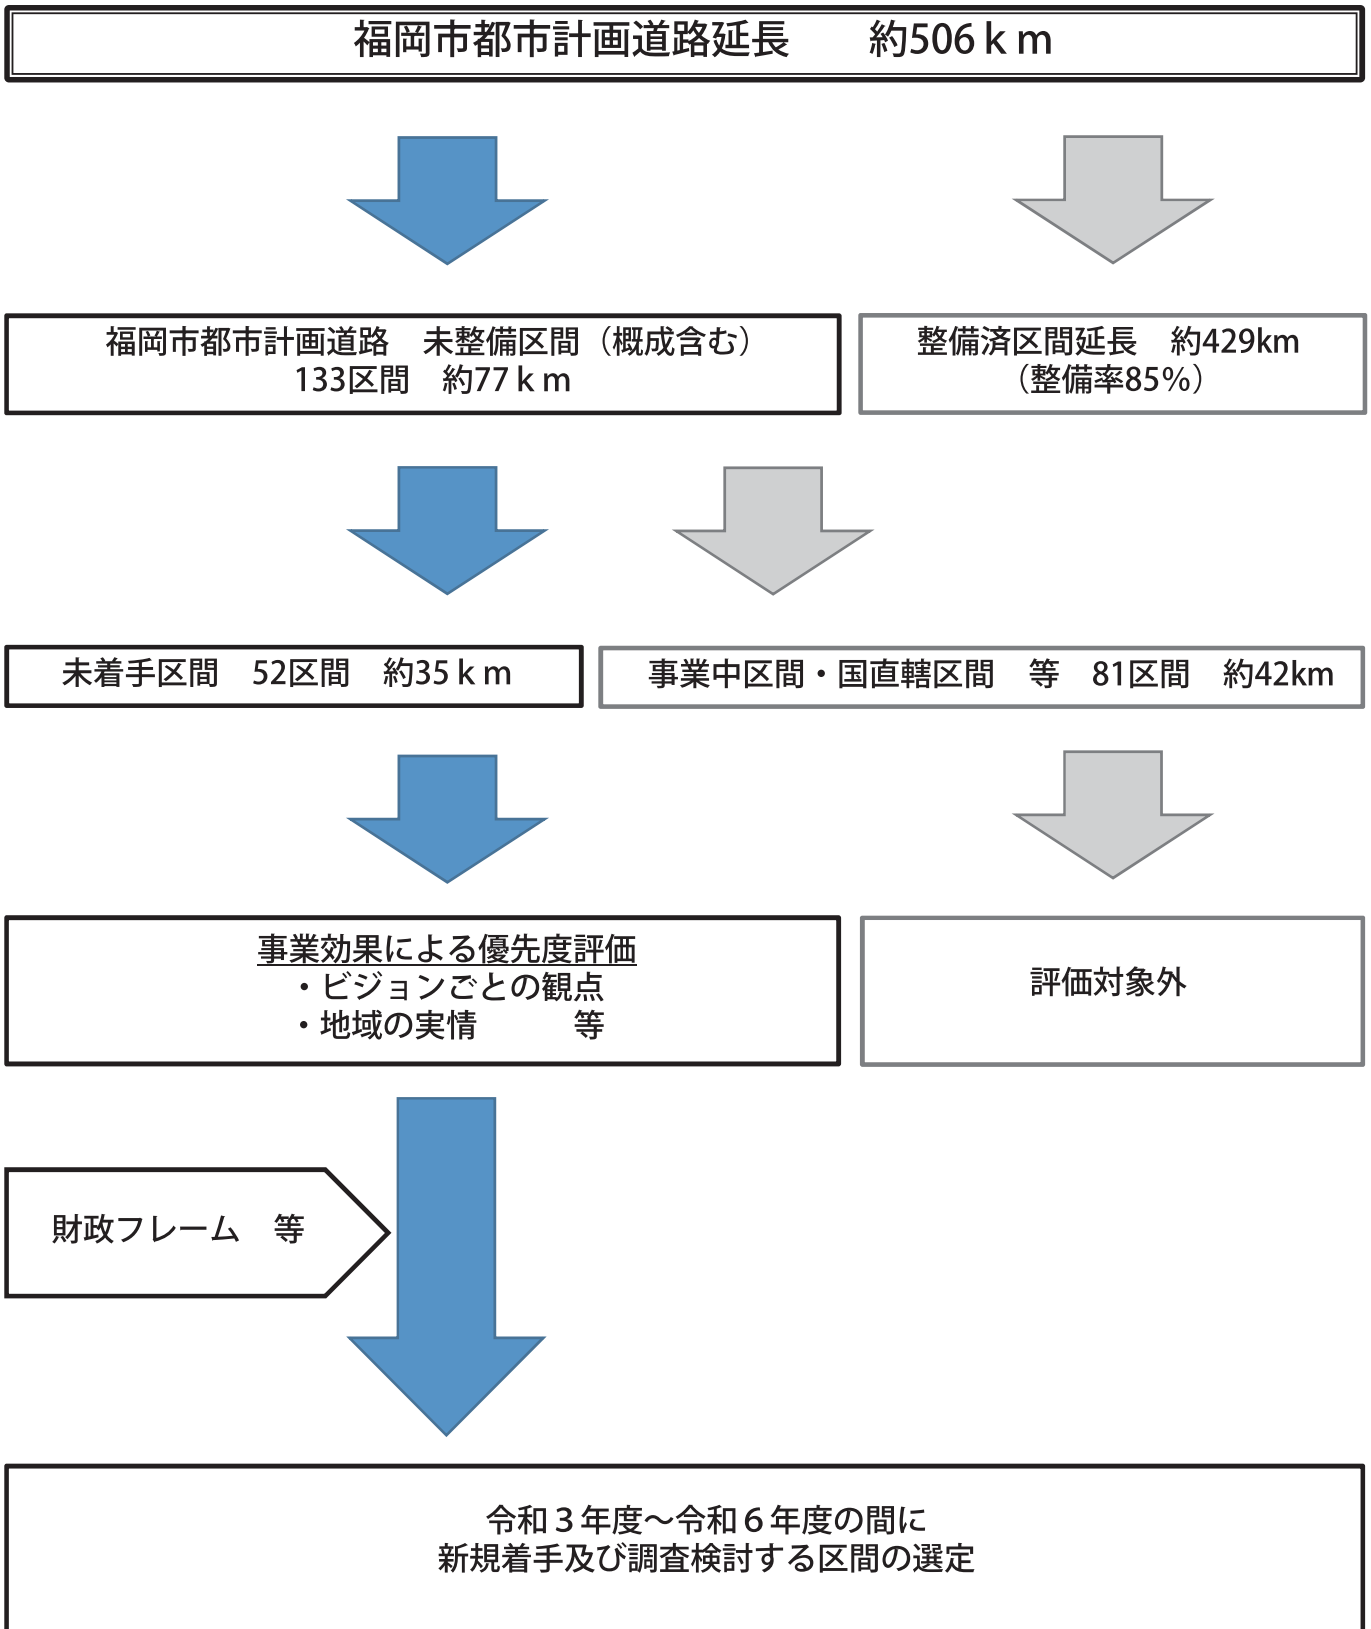 福岡市都市計画道路延長　　約506ｋｍ
福岡市都市計画道路　未整備区間（概成含む）
133区間　約77ｋｍ
整備済区間延長　約429km
（整備率85%）
未着手区間　52区間　約35ｋｍ
事業中区間・国直轄区間　等　81区間　約42km
事業効果による優先度評価
・ビジョンごとの観点
・地域の実情　　　等
評価対象外
財政フレーム　等
令和３年度～令和６年度の間に
新規着手及び調査検討する区間の選定